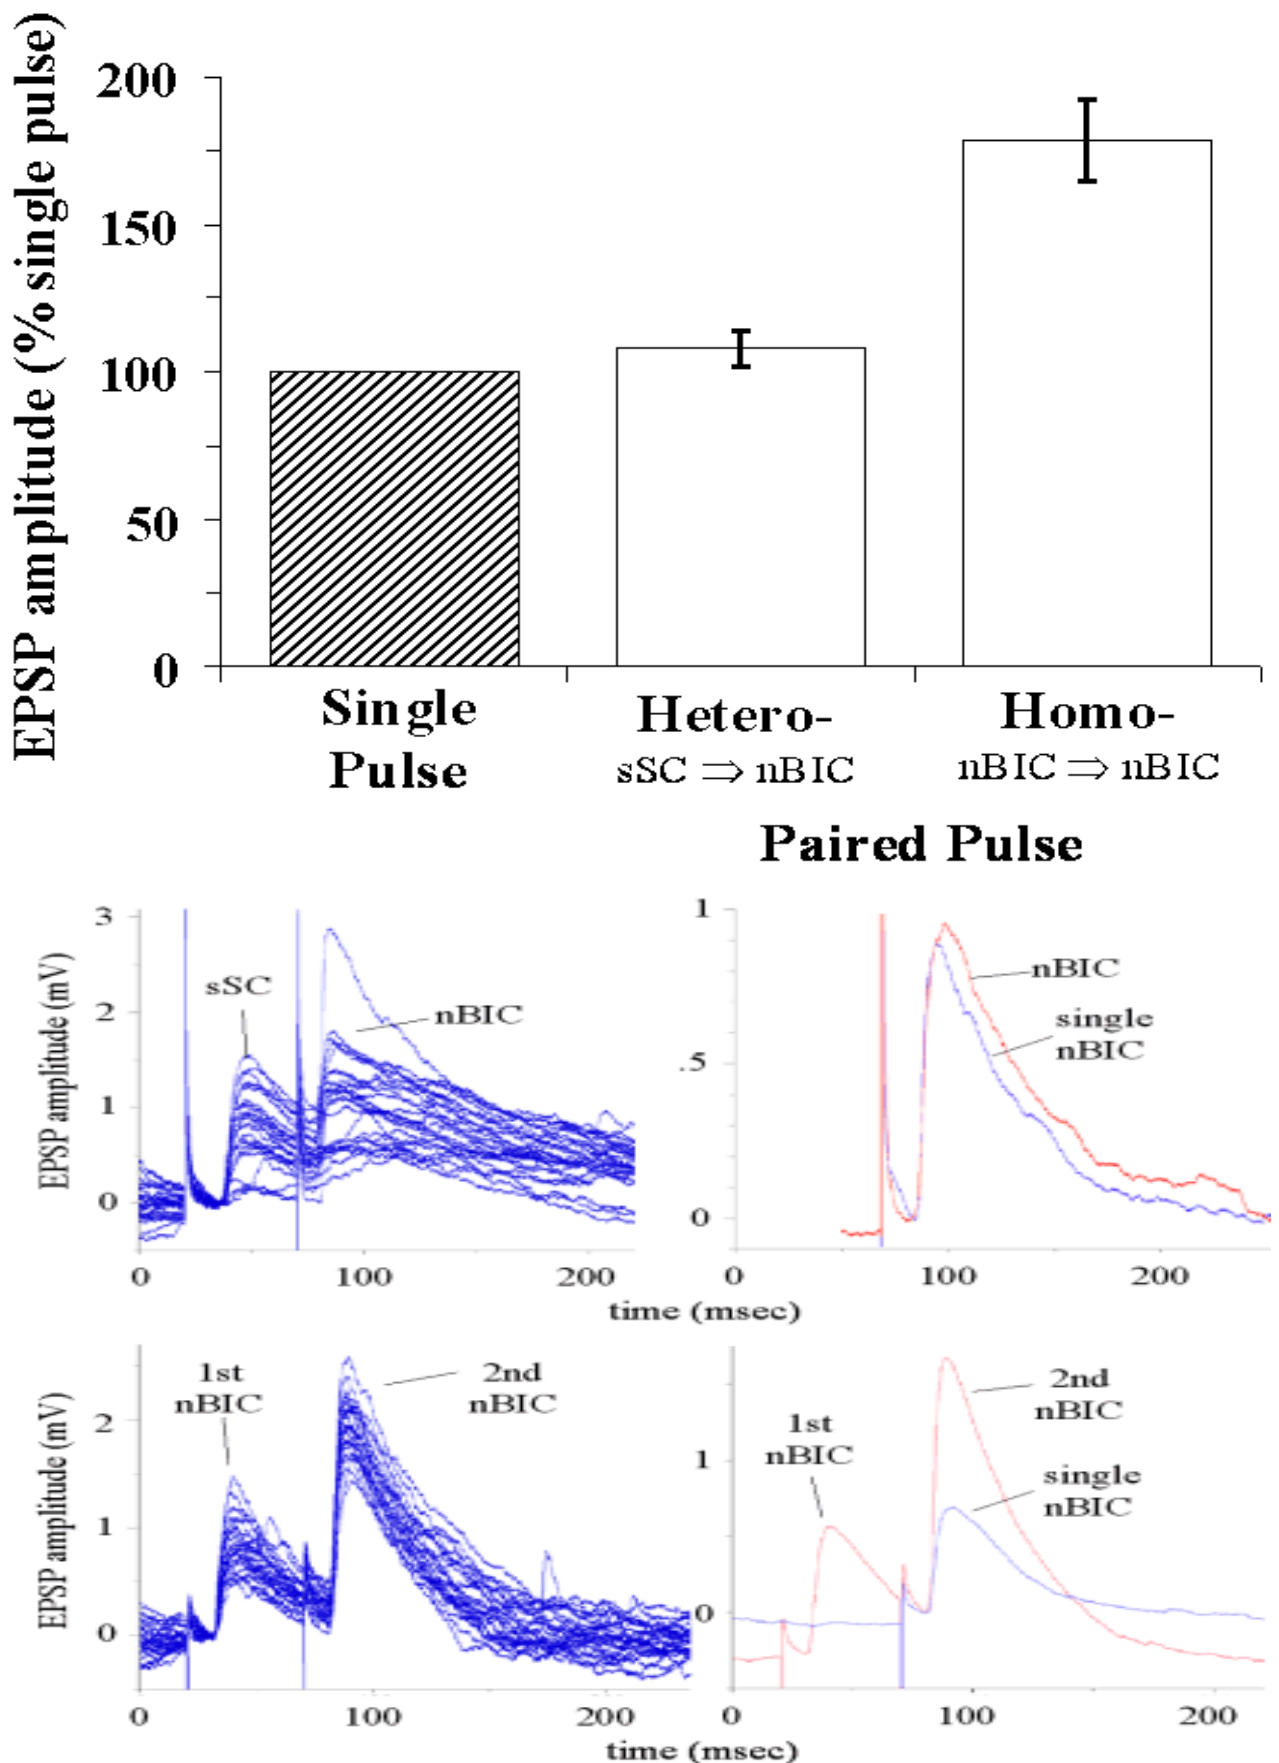 EPSP amplitude (% single pulse)
200
150
100
50
0
Single
Pulse
Hetero-
sSC ⇒ nBIC
Homo-
nBIC ⇒ nBIC
Paired Pulse
EPSP amplitude (mV)
3
2
1
0
sSC
nBIC
0 100 200
1
.5
0
nBIC
single
nBIC
0 100 200
time (msec)
EPSP amplitude (mV)
2
1
0
1st
nBIC
2nd
nBIC
0 100 200
1
0
1st
nBIC
2nd
nBIC
single
nBIC
0 100 200
time (msec)